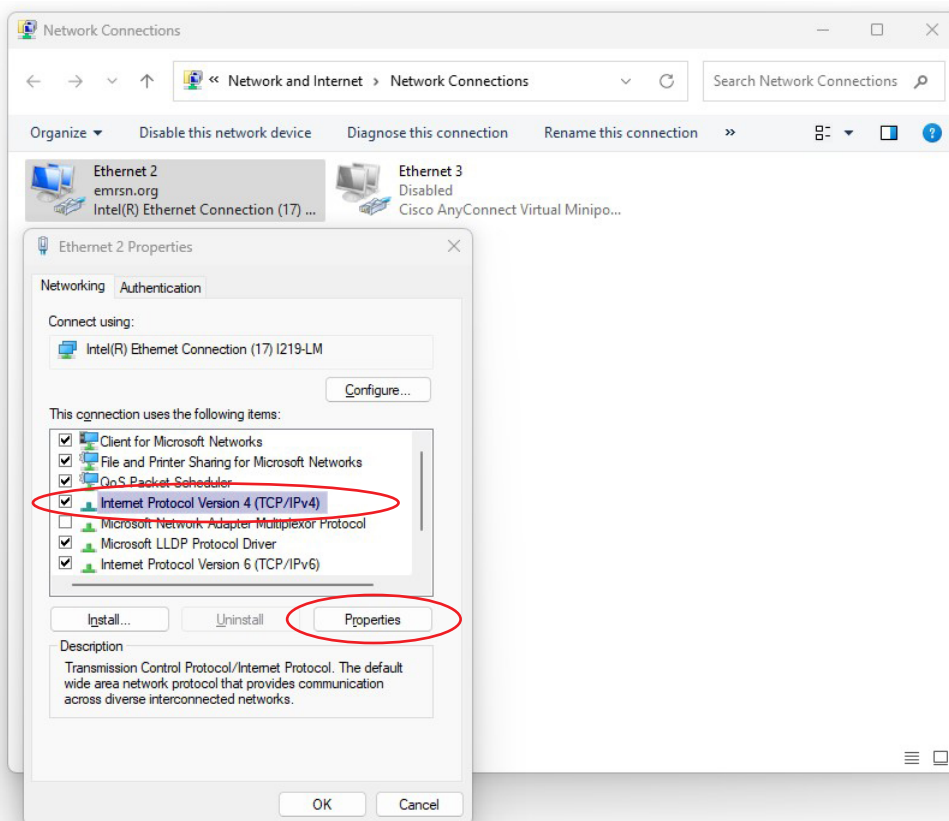 Network Connections
« Network and Internet > Network Connections
Search Network Connections
Organize Disable this network device Diagnose this connection Rename this connection »
Ethernet 2
emrsn.org
Intel(R) Ethernet Connection (17) ...
Ethernet 3
Disabled
Cisco AnyConnect Virtual Minipo...
Ethernet 2 Properties
Networking Authentication
Connect using:
Intel(R) Ethernet Connection (17) I219-LM
Configure...
This connection uses the following items:
Client for Microsoft Networks
File and Printer Sharing for Microsoft Networks
QoS Packet Scheduler
Internet Protocol Version 4 (TCP/IPv4)
Microsoft Network Adapter Multiplexor Protocol
Microsoft LLDP Protocol Driver
Internet Protocol Version 6 (TCP/IPv6)
Install... Uninstall Properties
Description
Transmission Control Protocol/Internet Protocol. The default
wide area network protocol that provides communication
across diverse interconnected networks.
OK Cancel